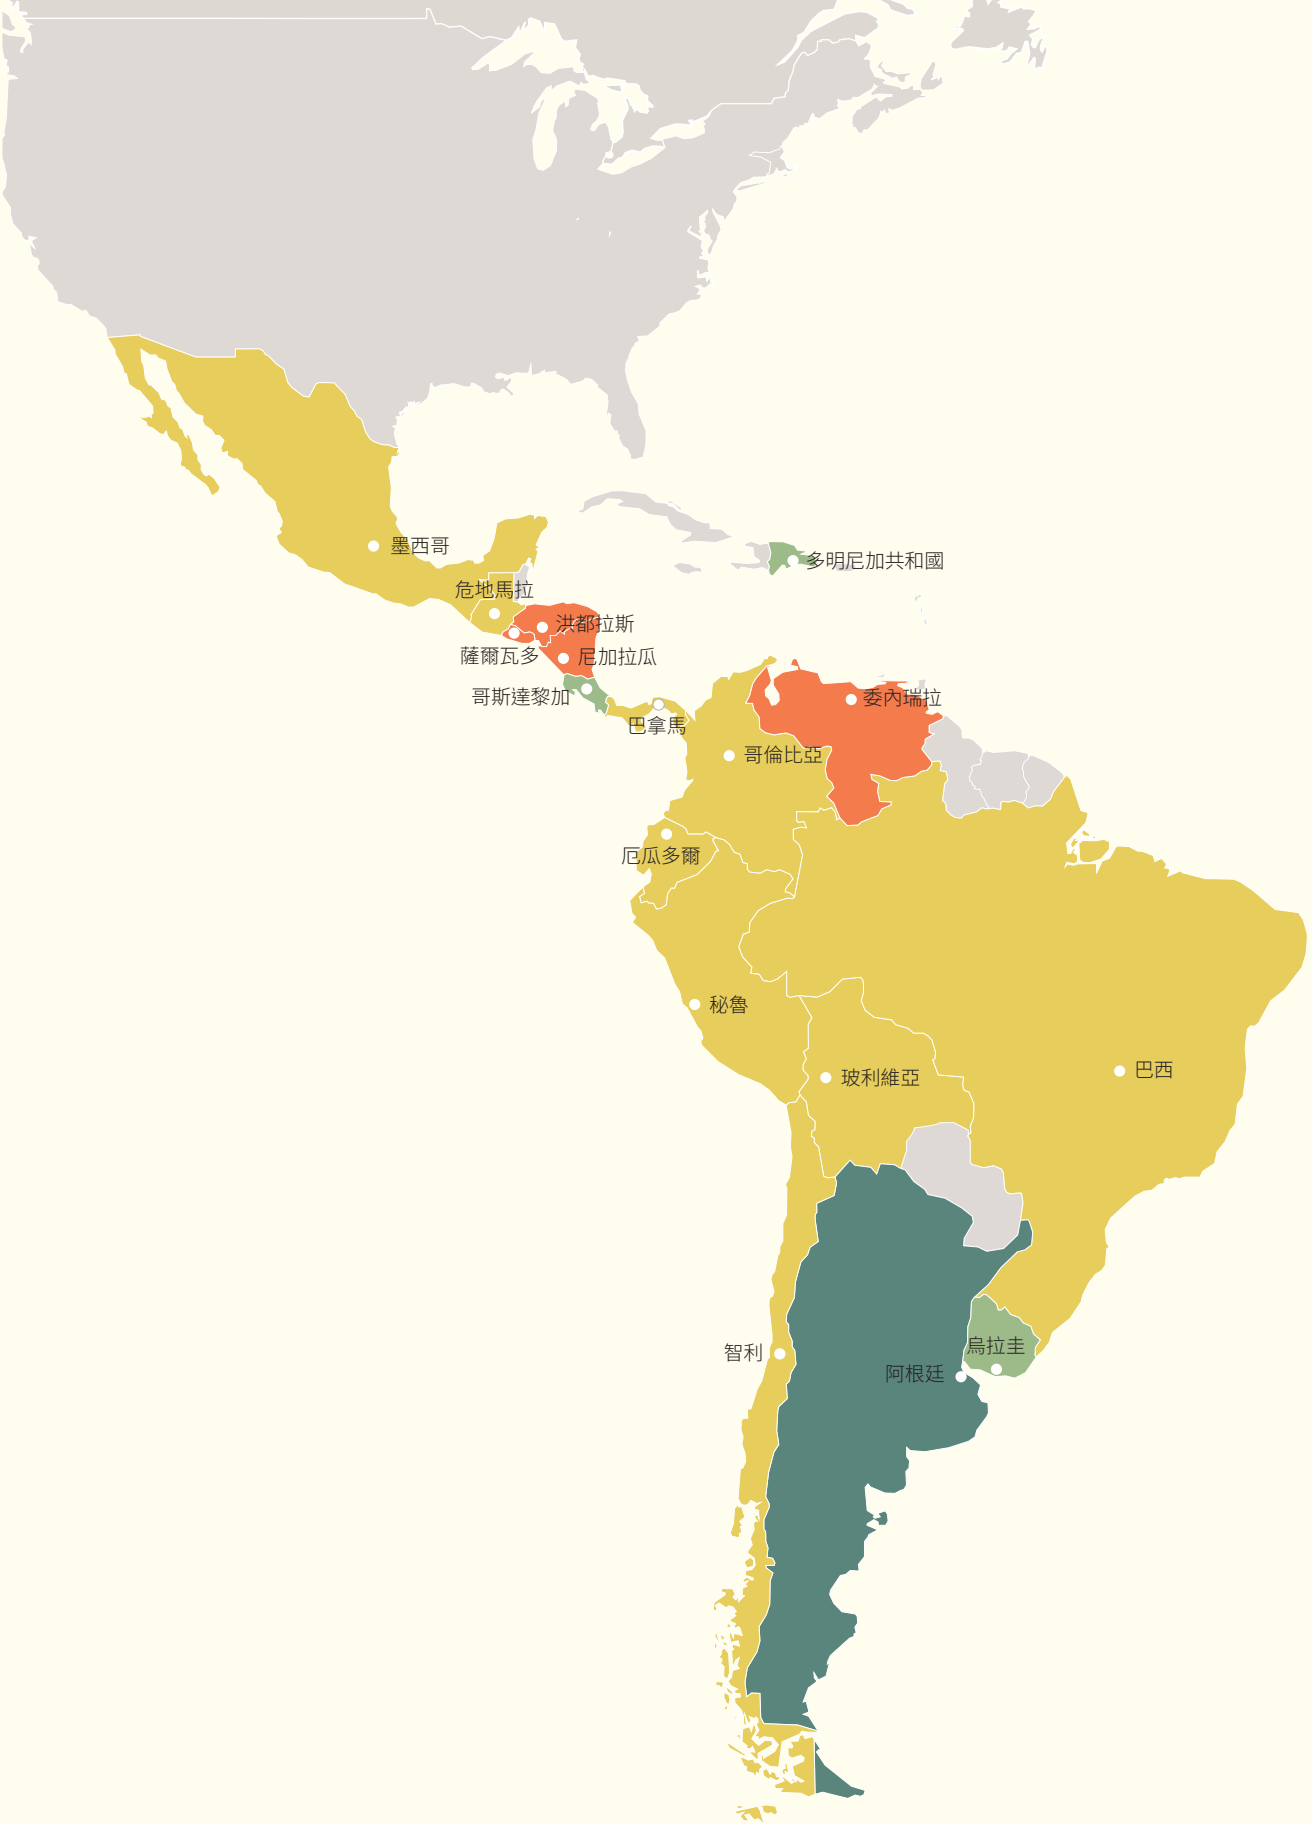 墨西哥
多明尼加共和國
危地馬拉
洪都拉斯
薩爾瓦多
尼加拉瓜
哥斯達黎加
委內瑞拉
巴拿馬
哥倫比亞
厄瓜多爾
秘魯
巴西
玻利維亞
烏拉圭
智利
阿根廷